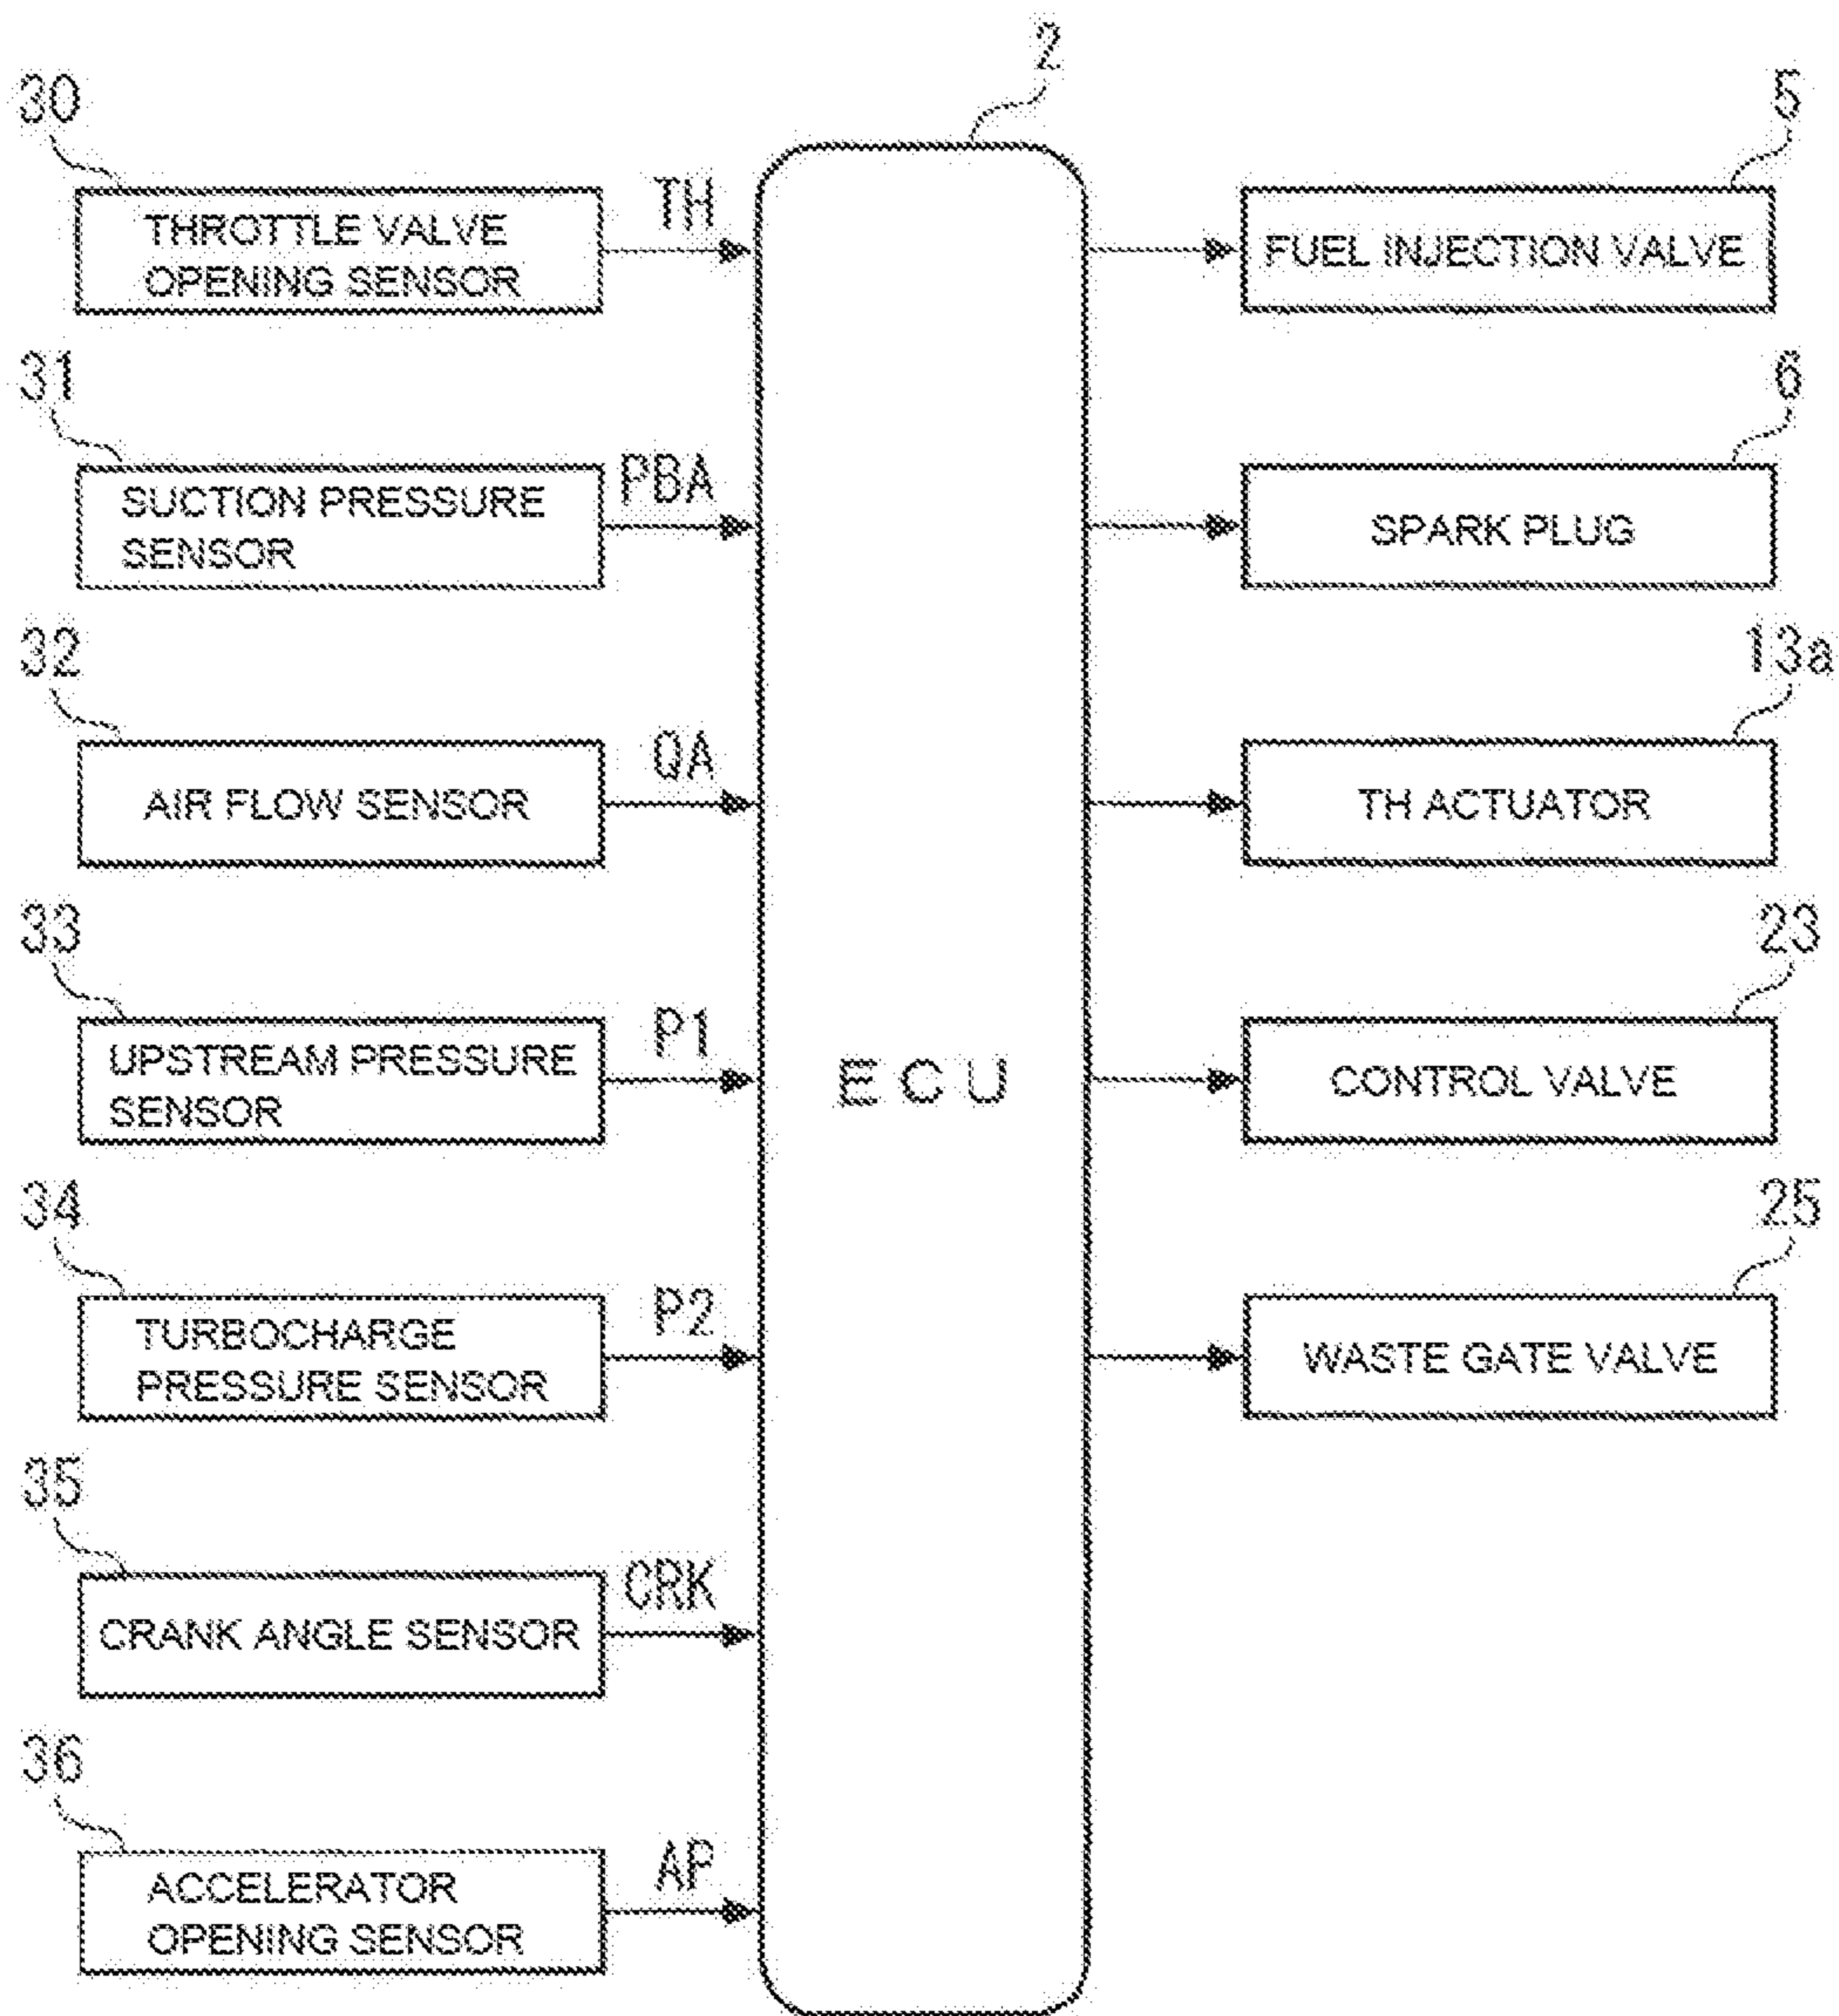 2
30
THROTTLE VALVE
OPENING SENSOR
TH
5
FUEL INJECTION VALVE
31
SUCTION PRESSURE
SENSOR
PBA
6
SPARK PLUG
32
AIR FLOW SENSOR
QA
13a
TH ACTUATOR
33
UPSTREAM PRESSURE
SENSOR
P1
ECU
23
CONTROL VALVE
34
TURBOCHARGE
PRESSURE SENSOR
P2
25
WASTE GATE VALVE
35
CRANK ANGLE SENSOR
CRK
36
ACCELERATOR
OPENING SENSOR
AP